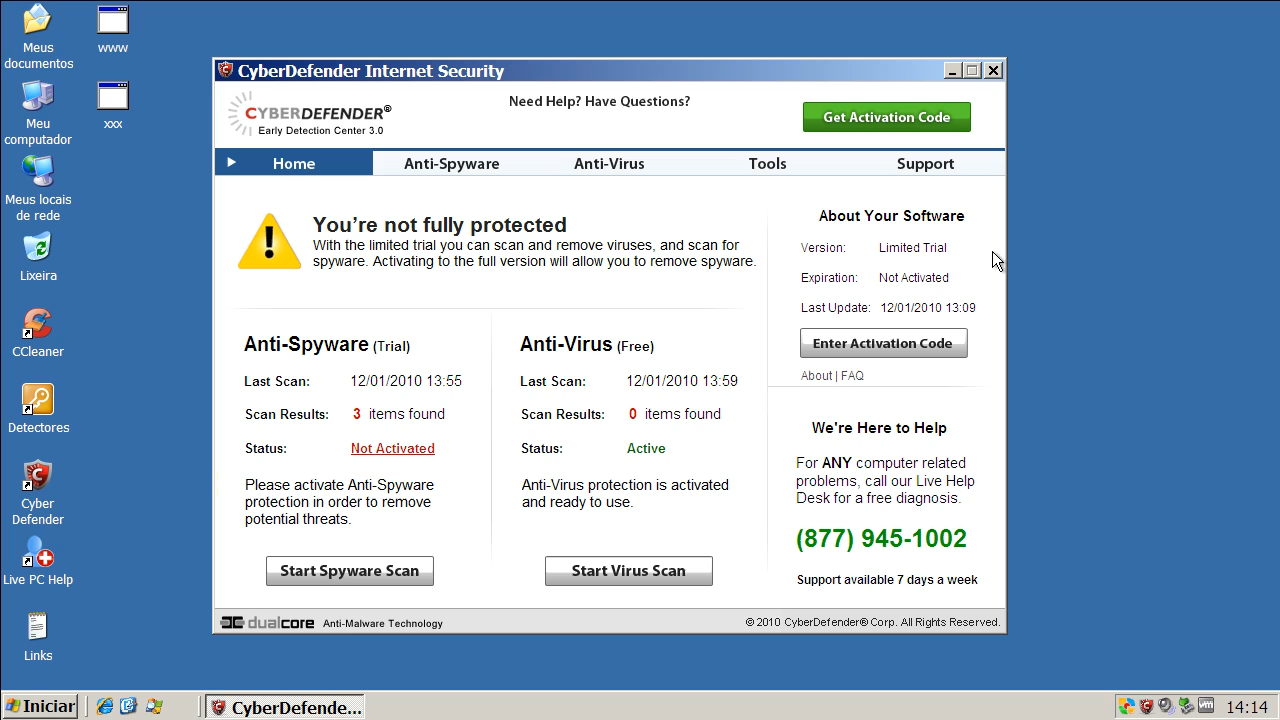 Meus
documentos
www
Meu
computador
xxx
Meus locais
de rede
Lixeira
CCleaner
Detectores
Cyber
Defender
Live PC Help
Links
CyberDefender Internet Security
CYBERDEFENDER®
Early Detection Center 3.0
Need Help? Have Questions?
Get Activation Code
Home
Anti-Spyware
Anti-Virus
Tools
Support
You're not fully protected
With the limited trial you can scan and remove viruses, and scan for
spyware. Activating to the full version will allow you to remove spyware.
Anti-Spyware (Trial)
Last Scan: 12/01/2010 13:55
Scan Results: 3 items found
Status: Not Activated
Please activate Anti-Spyware
protection in order to remove
potential threats.
Start Spyware Scan
Anti-Virus (Free)
Last Scan: 12/01/2010 13:59
Scan Results: 0 items found
Status: Active
Anti-Virus protection is activated
and ready to use.
Start Virus Scan
About Your Software
Version: Limited Trial
Expiration: Not Activated
Last Update: 12/01/2010 13:09
Enter Activation Code
About | FAQ
We're Here to Help
For ANY computer related
problems, call our Live Help
Desk for a free diagnosis.
(877) 945-1002
Support available 7 days a week
dualcore Anti-Malware Technology
© 2010 CyberDefender® Corp. All Rights Reserved.
Iniciar
CyberDefende...
vm
14:14